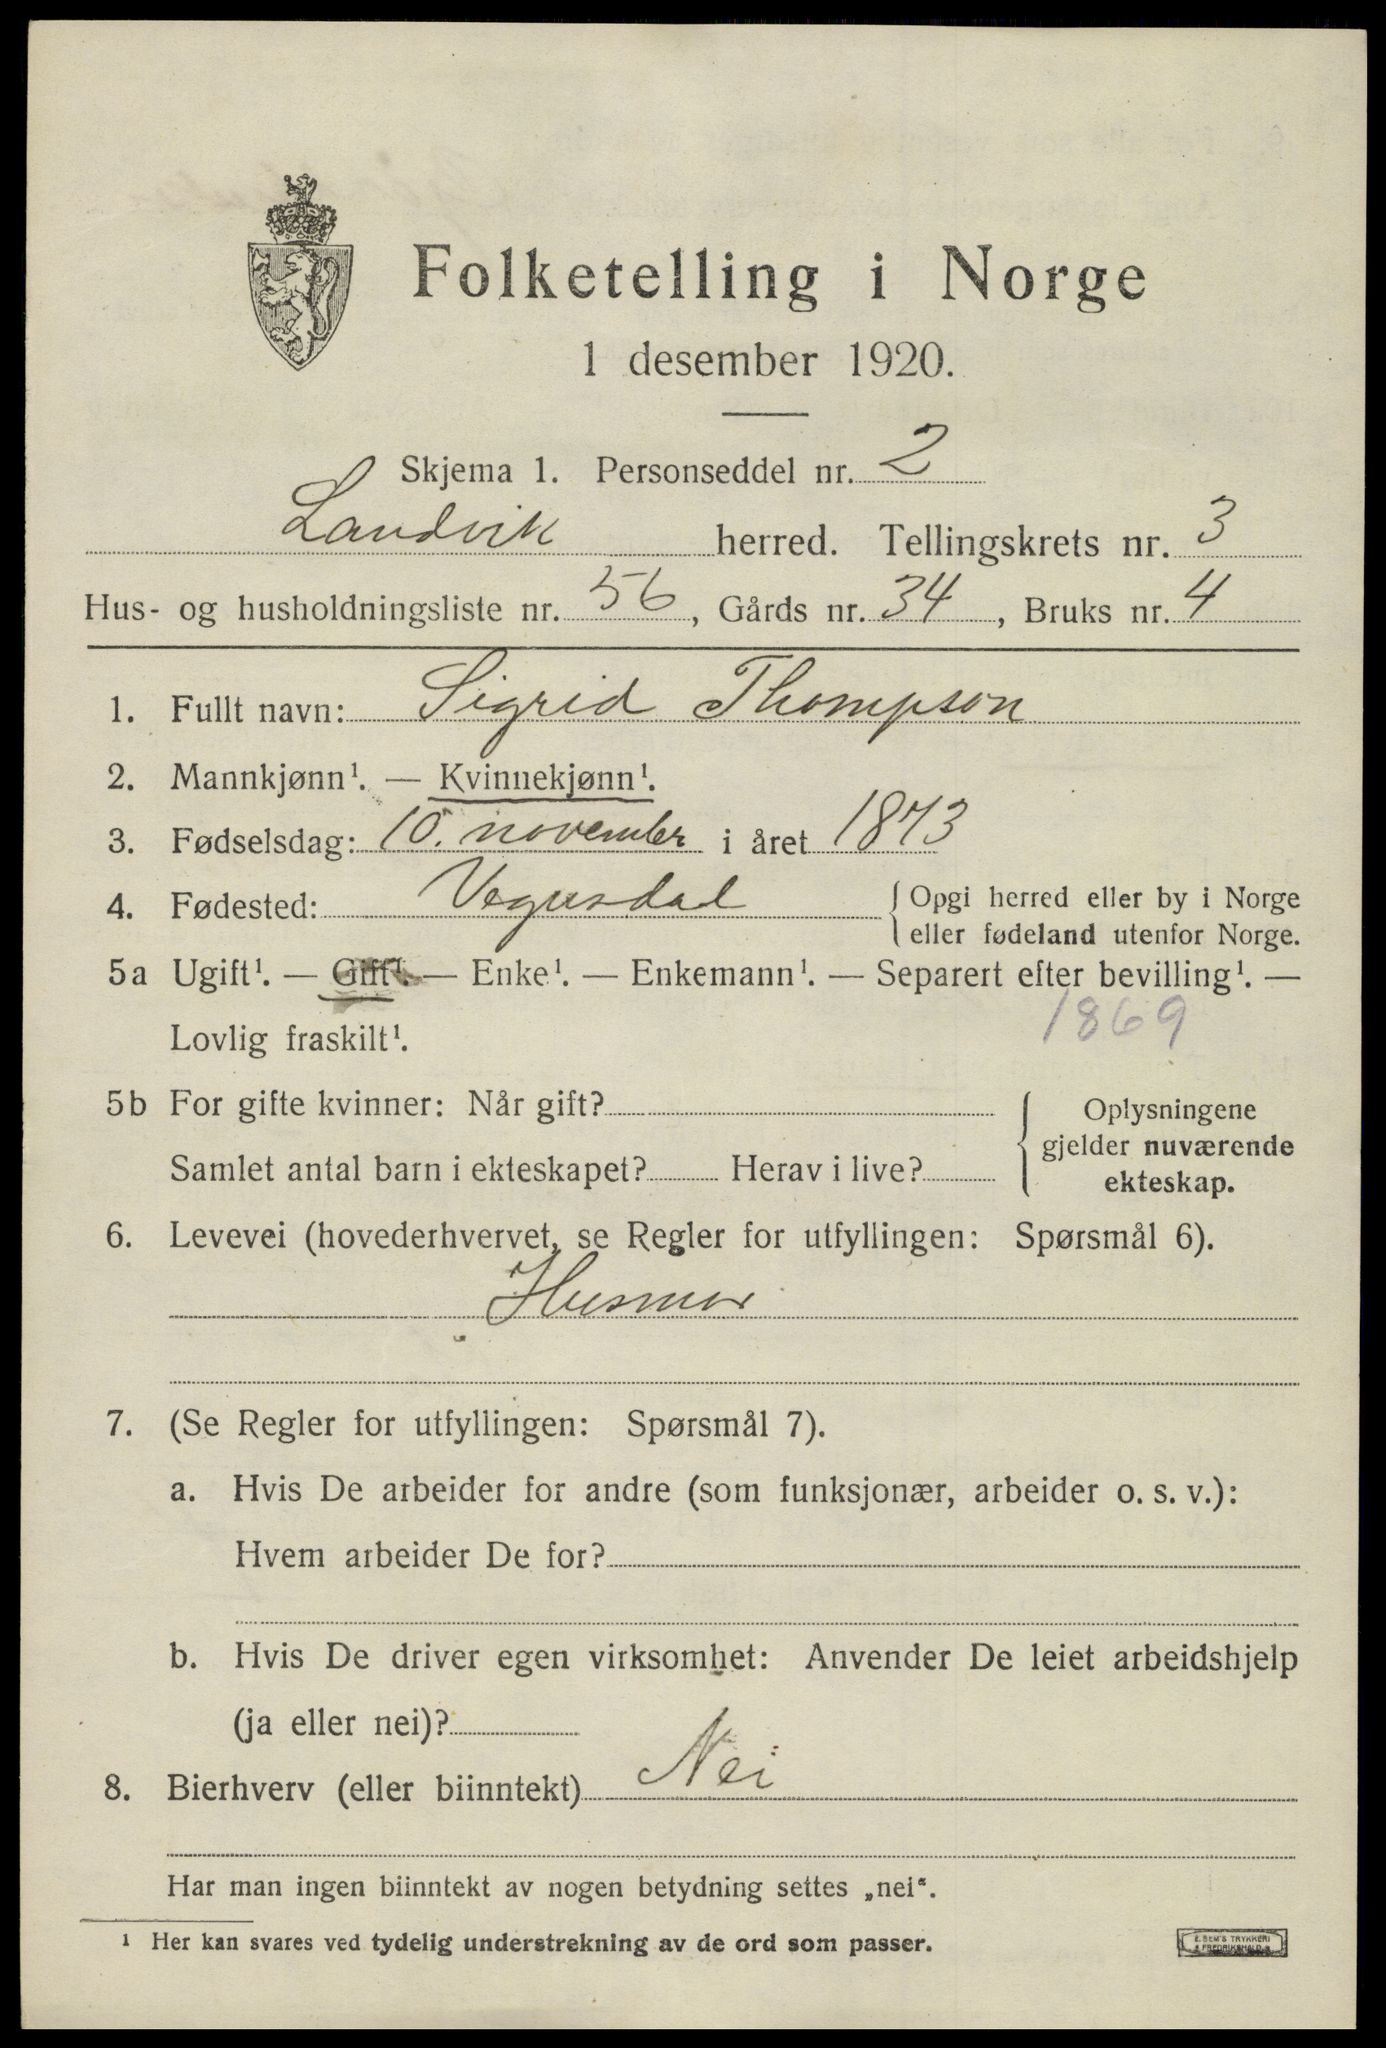 Folketelling i Norge
1 desember 1920.
Skjema 1. Personseddel nr. 2
Landvik herred. Tellingskrets nr. 3
Hus- og husholdningsliste nr. 56, Gårds nr. 34, Bruks nr. 4
1. Fullt navn: Sigrid Thompson
2. Mannkjønn¹. — Kvinnekjønn¹.
3. Fødselsdag: 10. november i året 1873
4. Fødested: Vegusdal { Opgi herred eller by i Norge
eller fødeland utenfor Norge.
5a Ugift¹. — Gift¹. — Enke¹. — Enkemann¹. — Separert efter bevilling¹. —
Lovlig fraskilt¹. 1869
5b For gifte kvinner: Når gift?
Samlet antal barn i ekteskapet? Herav i live?
{ Oplysningene
gjelder nuværende
ekteskap.
6. Levevei (hovederhvervet, se Regler for utfyllingen: Spørsmål 6).
Husmor
7. (Se Regler for utfyllingen: Spørsmål 7).
a. Hvis De arbeider for andre (som funksjonær, arbeider o. s. v.):
Hvem arbeider De for?
b. Hvis De driver egen virksomhet: Anvender De leiet arbeidshjelp
(ja eller nei)?
8. Bierhverv (eller biinntekt) Nei
Har man ingen biinntekt av nogen betydning settes „nei“.
¹ Her kan svares ved tydelig understrekning av de ord som passer.
E. SEM'S TRYKKERI
FREDRIKSHALD